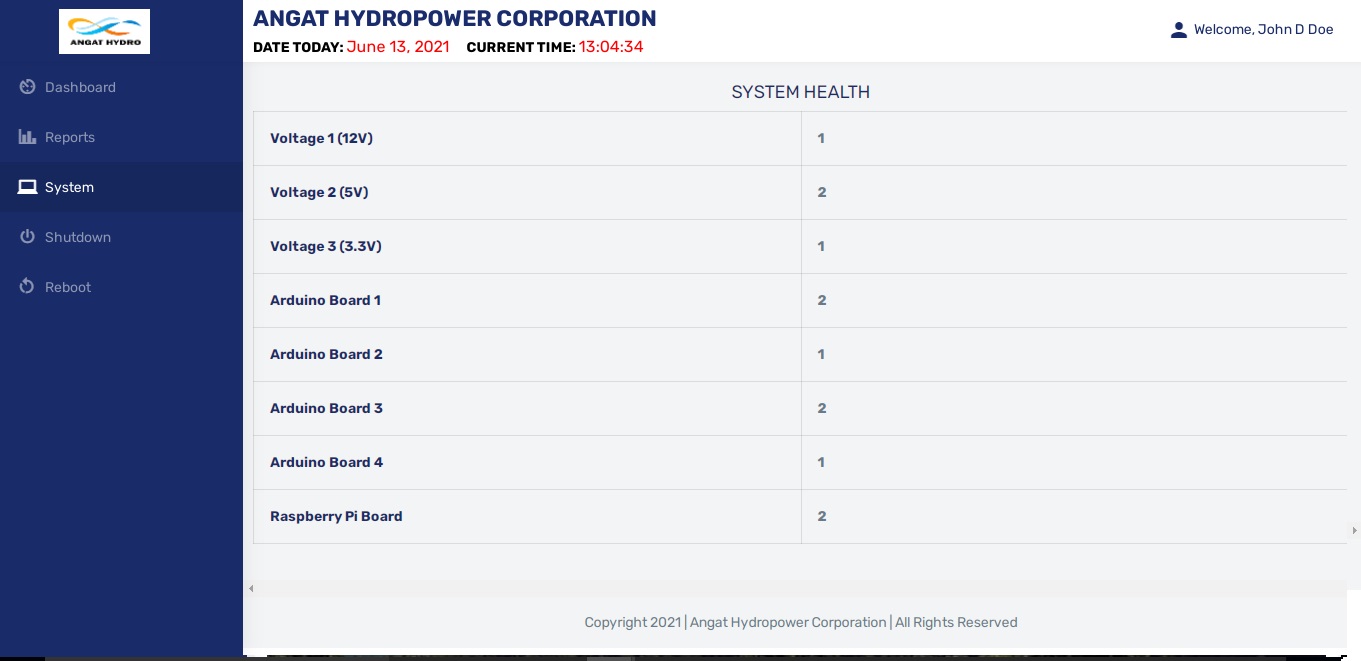 ANGAT HYDRO
ANGAT HYDROPOWER CORPORATION
DATE TODAY: June 13, 2021 CURRENT TIME: 13:04:34
Welcome, John D Doe
Dashboard
Reports
System
Shutdown
Reboot
SYSTEM HEALTH
Voltage 1 (12V) 1
Voltage 2 (5V) 2
Voltage 3 (3.3V) 1
Arduino Board 1 2
Arduino Board 2 1
Arduino Board 3 2
Arduino Board 4 1
Raspberry Pi Board 2
Copyright 2021 | Angat Hydropower Corporation | All Rights Reserved